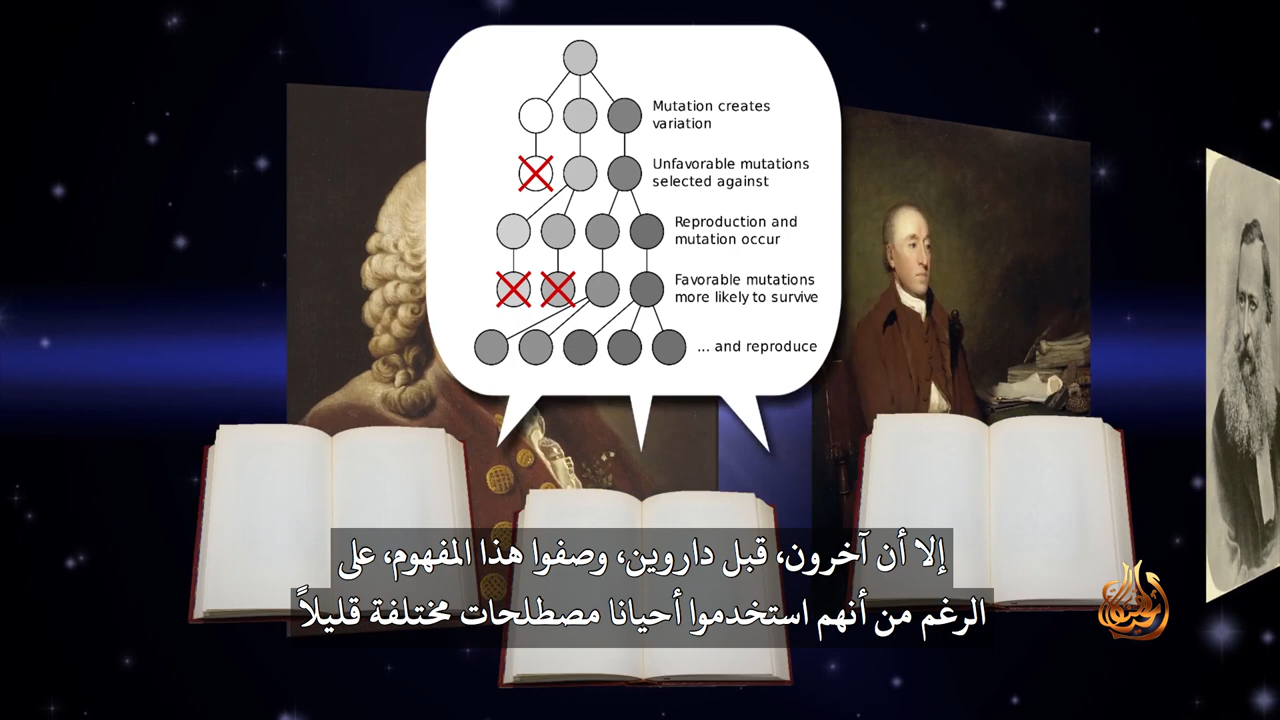 Mutation creates
variation
Unfavorable mutations
selected against
Reproduction and
mutation occur
Favorable mutations
more likely to survive
... and reproduce
إلا أن آخرون، قبل داروين، وصفوا هذا المفهوم، على
الرغم من أنهم استخدموا أحيانا مصطلحات مختلفة قليلاً